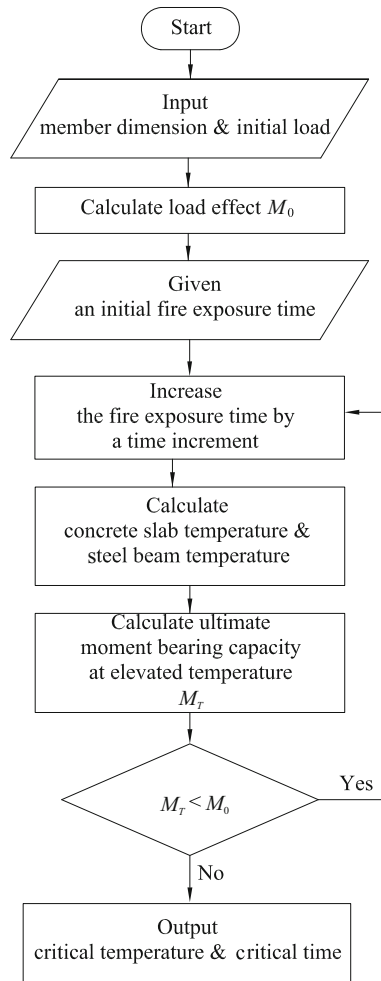 Start
Input
member dimension & initial load
Calculate load effect M₀
Given
an initial fire exposure time
Increase
the fire exposure time by
a time increment
Calculate
concrete slab temperature &
steel beam temperature
Calculate ultimate
moment bearing capacity
at elevated temperature
M_T
M_T < M₀
Yes
No
Output
critical temperature & critical time